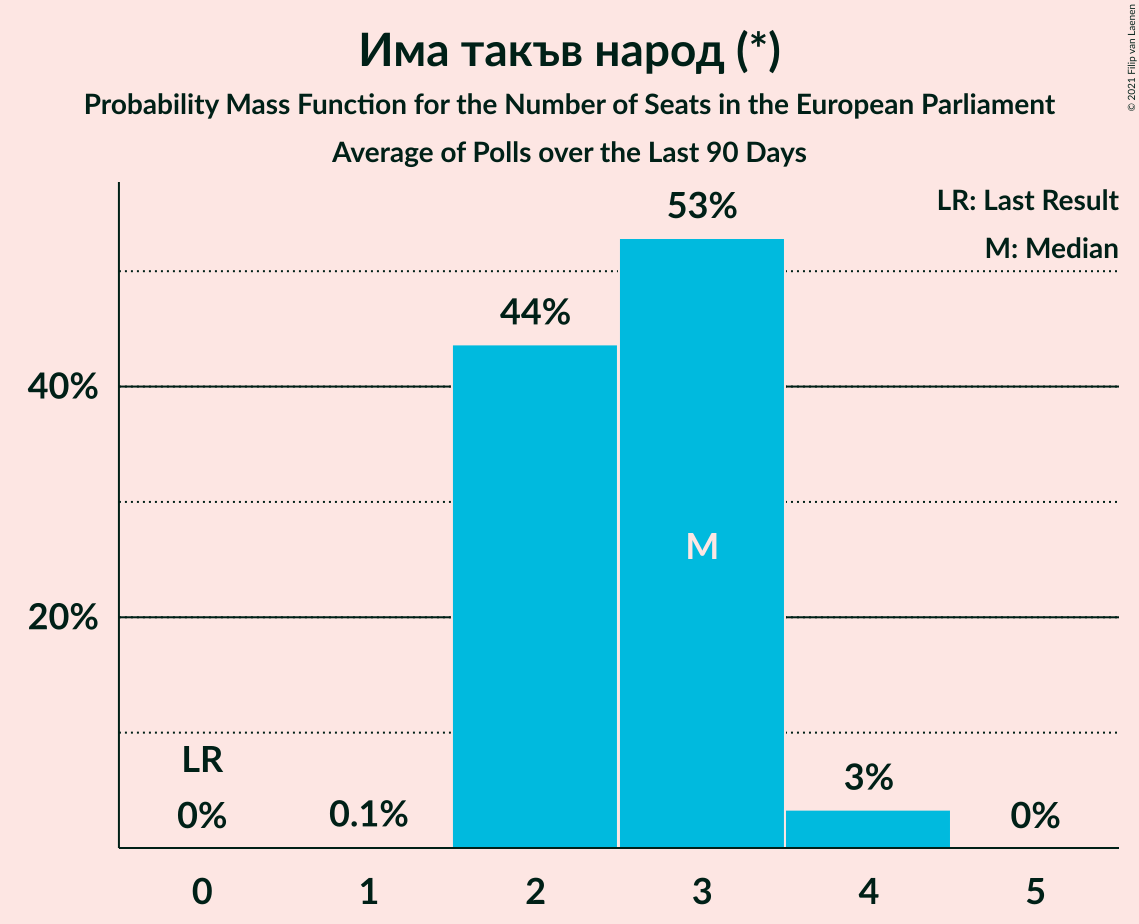 Има такъв народ (*)
Probability Mass Function for the Number of Seats in the European Parliament
Average of Polls over the Last 90 Days
© 2021 Filip van Laenen
LR: Last Result
M: Median
53%
44%
40%
M
20%
LR
0%
0.1%
3%
0%
0 1 2 3 4 5